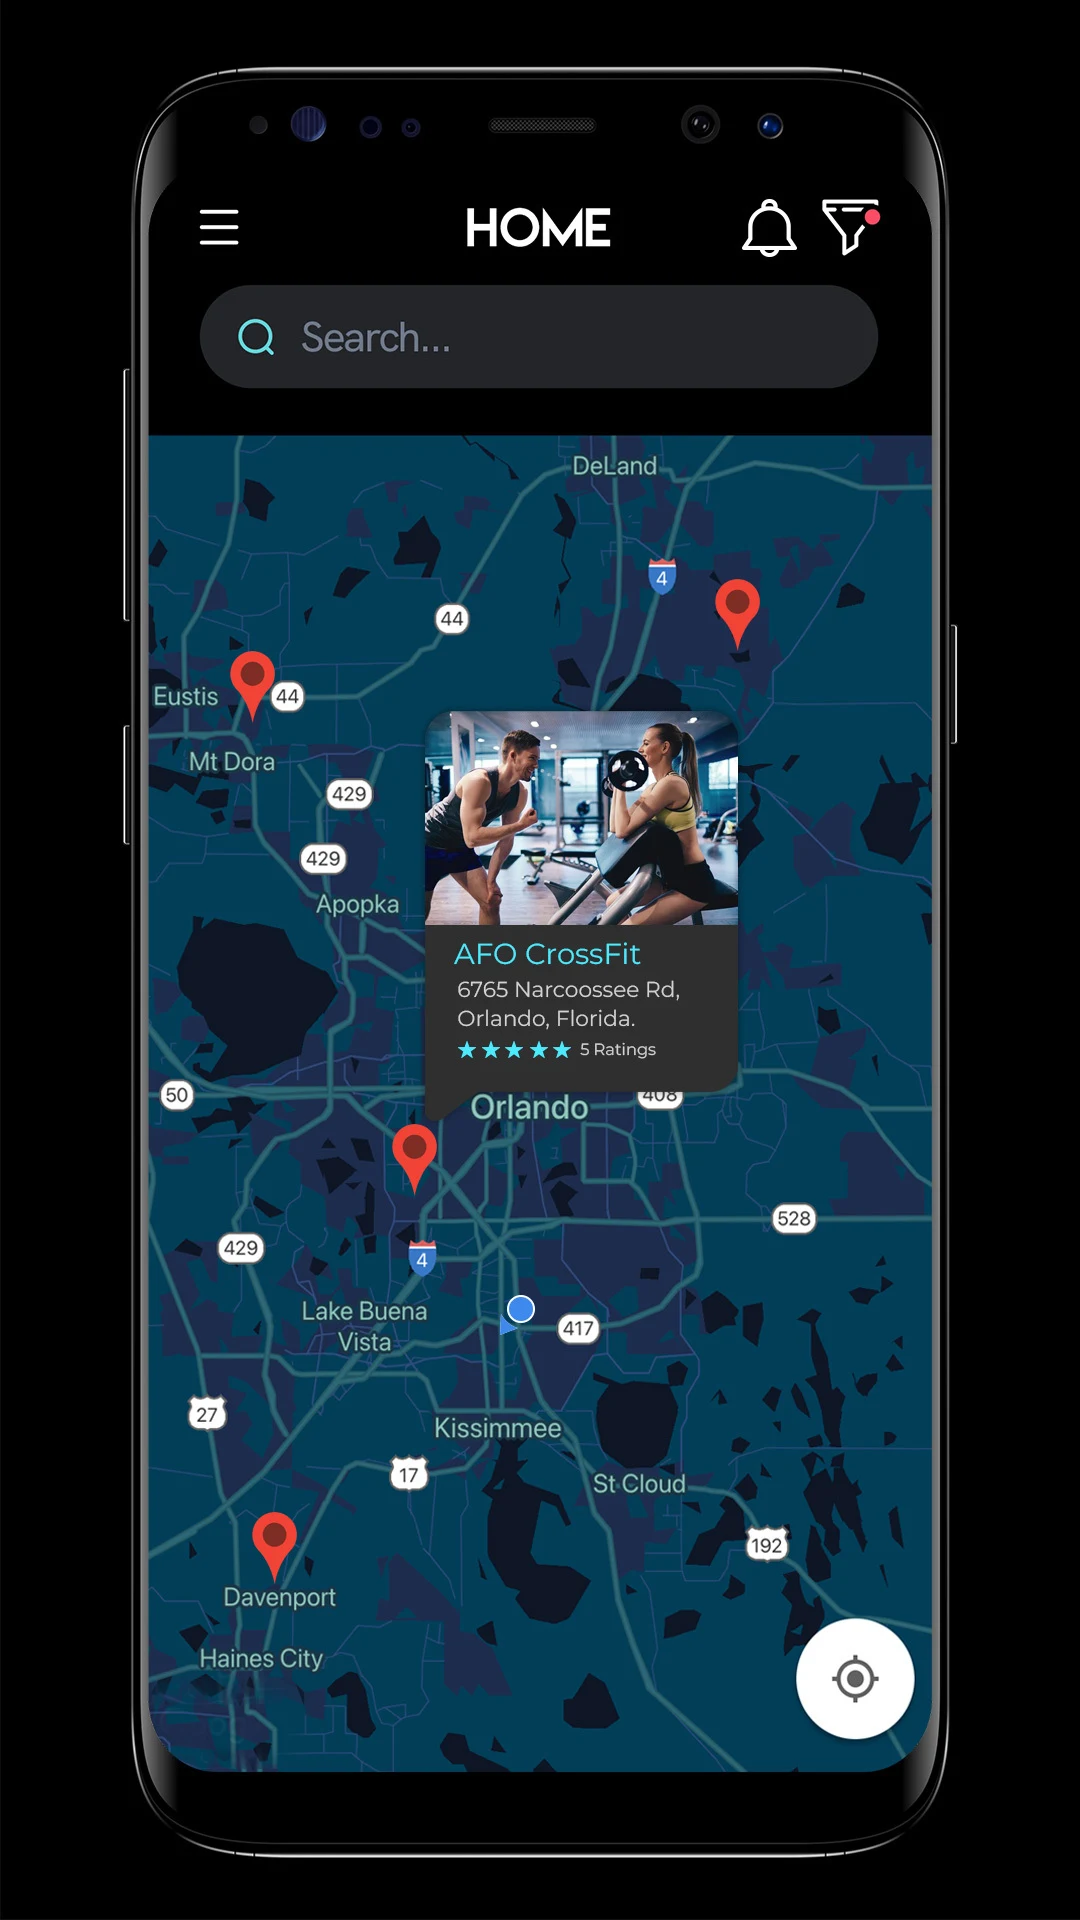 HOME
Search...
DeLand
4
44
Eustis
44
Mt Dora
429
429
Apopka
AFO CrossFit
6765 Narcoossee Rd,
Orlando, Florida.
5 Ratings
50
408
Orlando
528
429
4
Lake Buena
Vista
417
27
Kissimmee
17
St Cloud
192
Davenport
Haines City